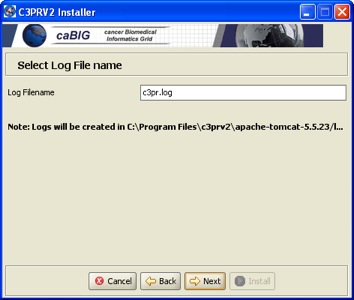 C3PRV2 Installer
caBIG
cancer Biomedical
Informatics Grid
Select Log File name
Log Filename
c3pr.log
Note: Logs will be created in C:\Program Files\c3prv2\apache-tomcat-5.5.23/l...
Cancel
Back
Next
Install